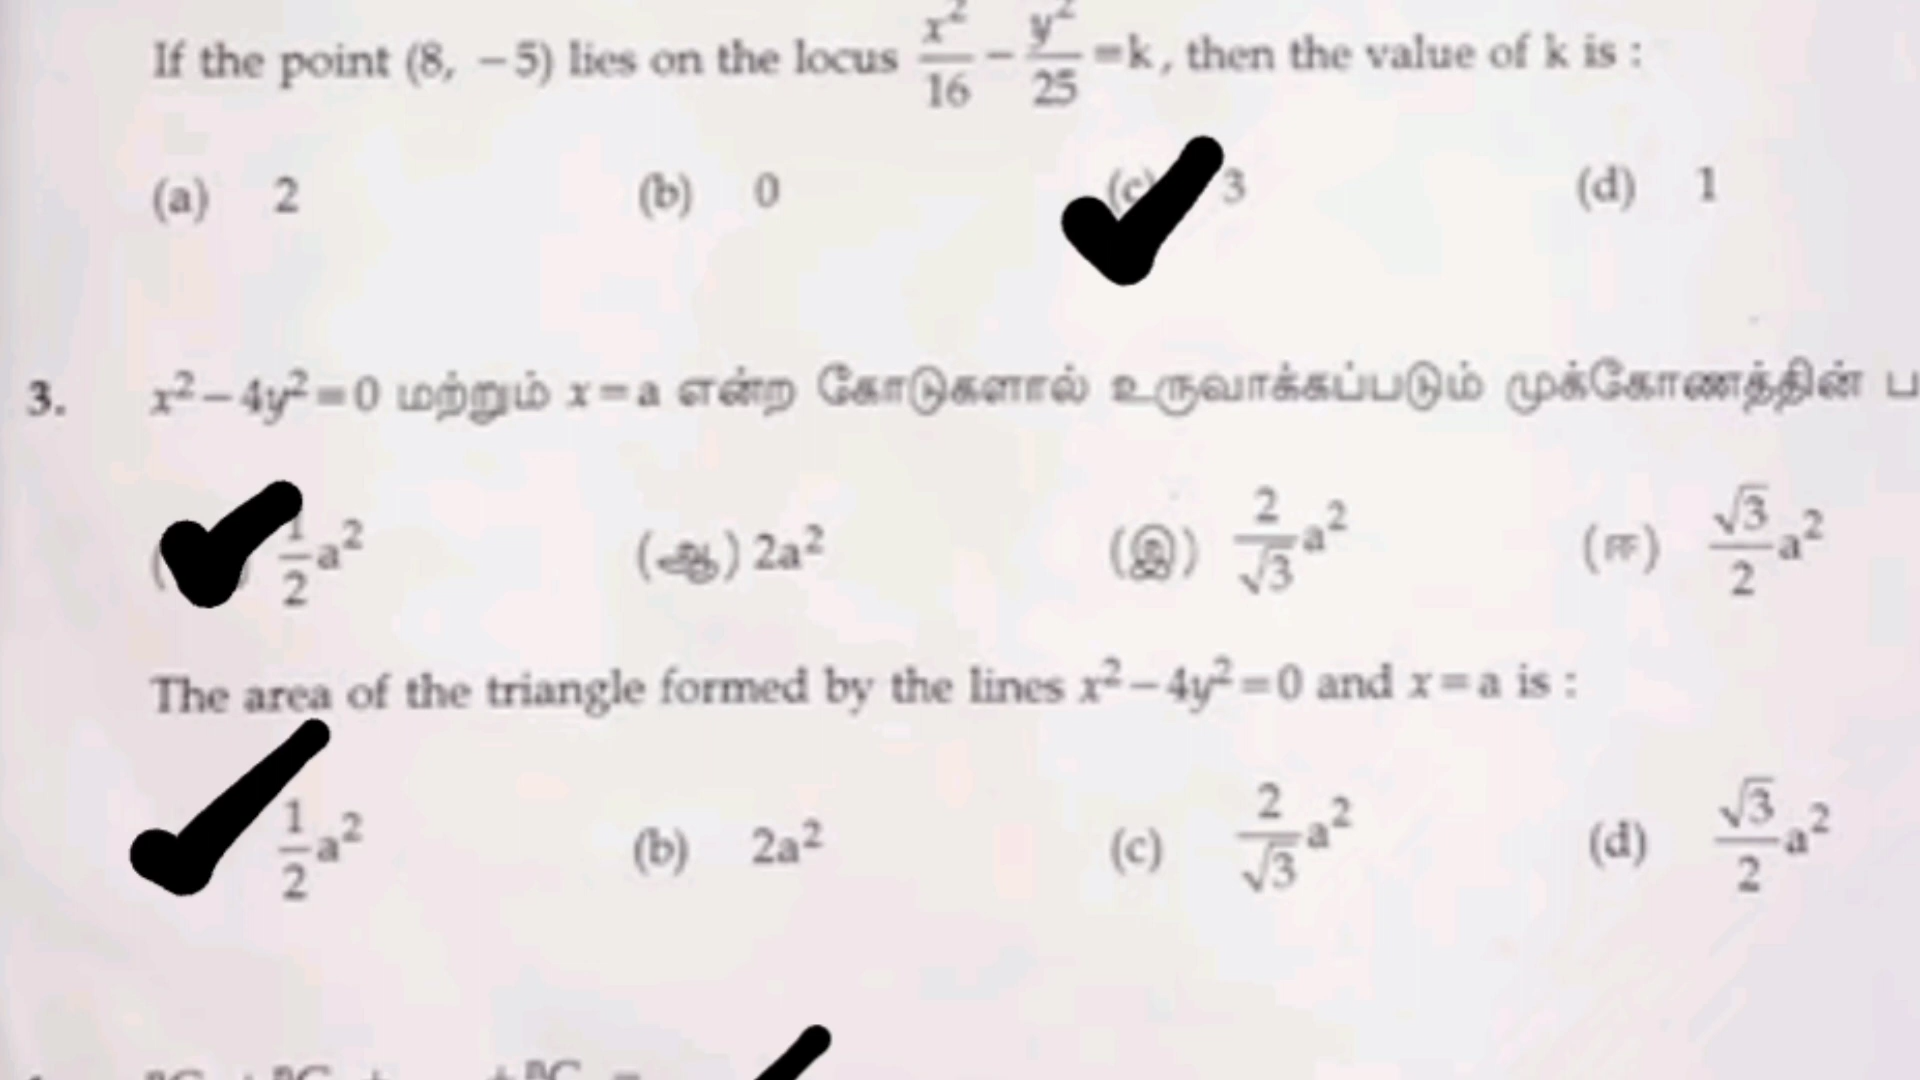 If the point (8, −5) lies on the locus x²/16 − y²/25 = k, then the value of k is :
(a) 2 (b) 0 (c) 3 (d) 1
3. x² − 4y² = 0 மற்றும் x = a என்ற கோடுகளால் உருவாக்கப்படும் முக்கோணத்தின் ப
1/2 a² (ஆ) 2a² (இ) 2/√3 a² (ஈ) √3/2 a²
The area of the triangle formed by the lines x² − 4y² = 0 and x = a is :
1/2 a² (b) 2a² (c) 2/√3 a² (d) √3/2 a²